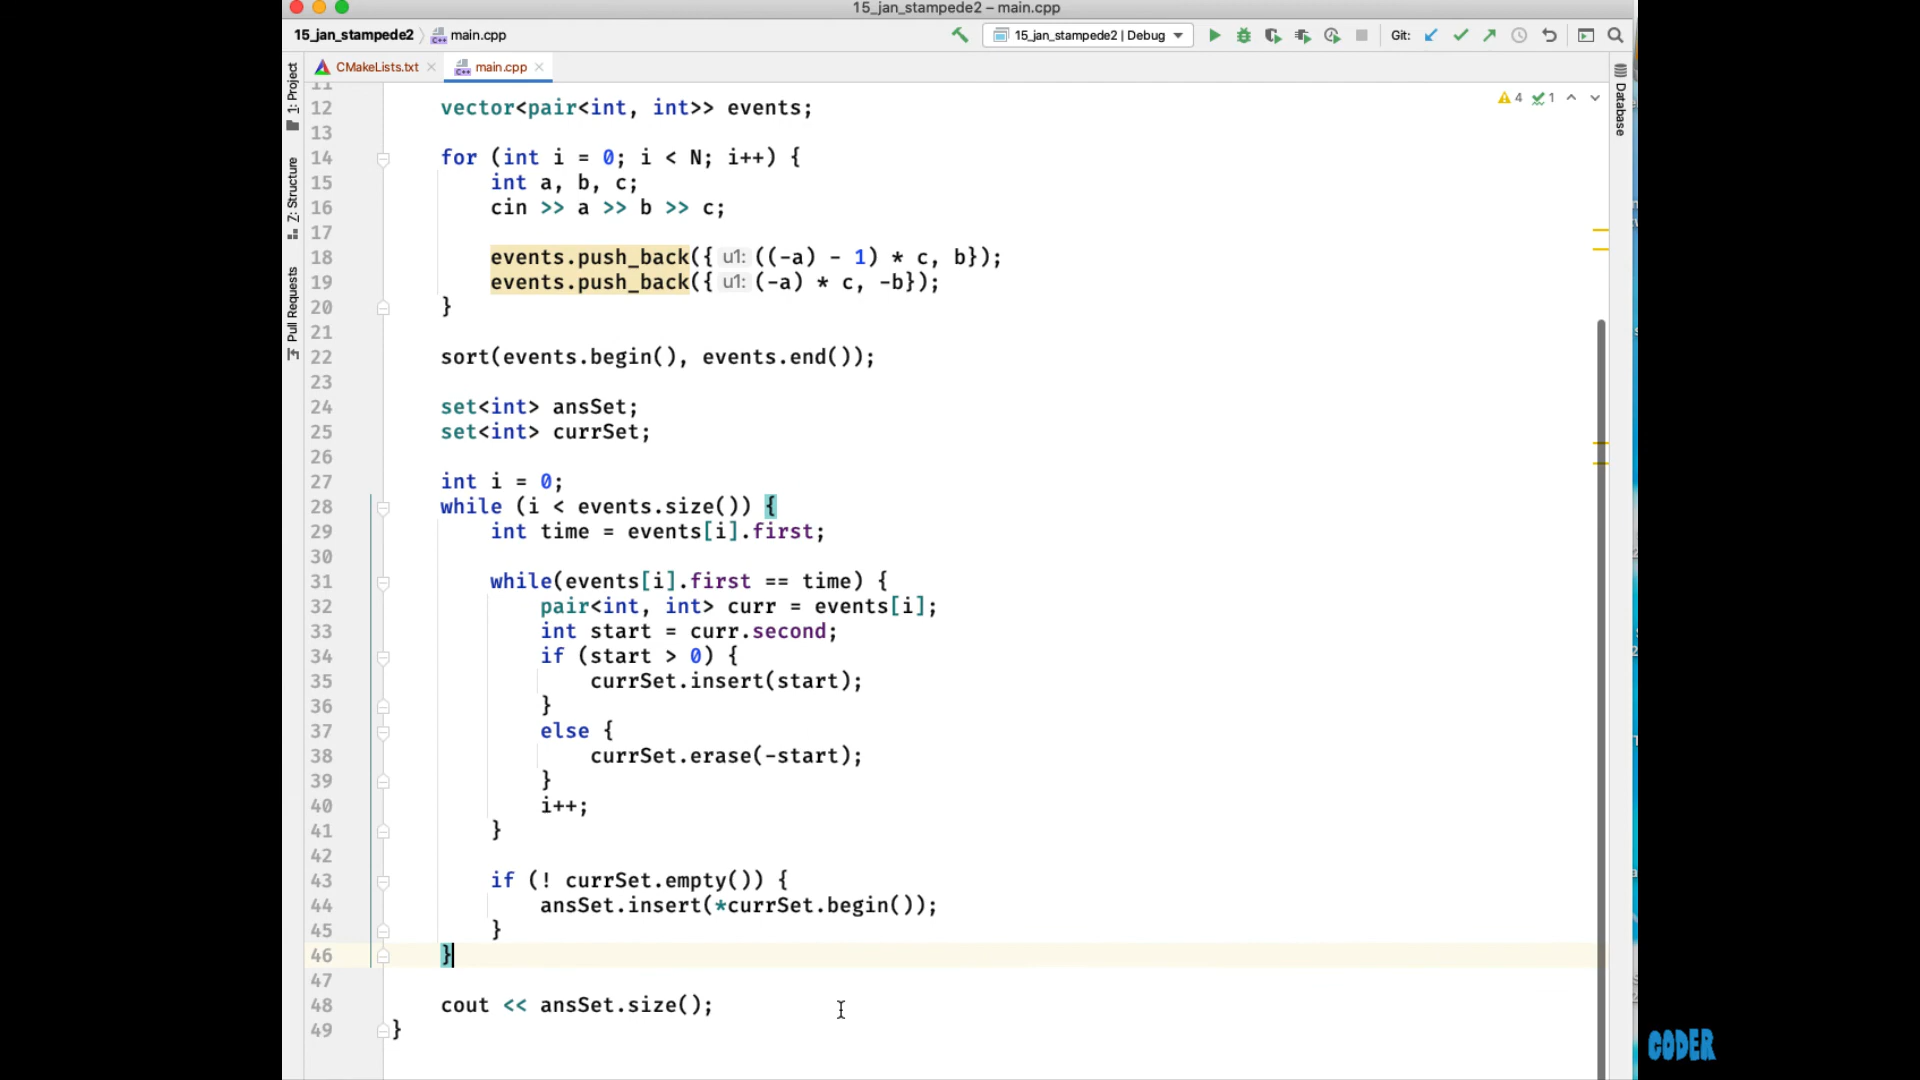 15_jan_stampede2 – main.cpp
15_jan_stampede2 main.cpp
15_jan_stampede2 | Debug
Git:
CMakeLists.txt main.cpp
1: Project
Z: Structure
Pull Requests
Database
4 1
11
12 vector<pair<int, int>> events;
13
14 for (int i = 0; i < N; i++) {
15 int a, b, c;
16 cin >> a >> b >> c;
17
18 events.push_back({ u1: ((-a) - 1) * c, b});
19 events.push_back({ u1: (-a) * c, -b});
20 }
21
22 sort(events.begin(), events.end());
23
24 set<int> ansSet;
25 set<int> currSet;
26
27 int i = 0;
28 while (i < events.size()) {
29 int time = events[i].first;
30
31 while(events[i].first == time) {
32 pair<int, int> curr = events[i];
33 int start = curr.second;
34 if (start > 0) {
35 currSet.insert(start);
36 }
37 else {
38 currSet.erase(-start);
39 }
40 i++;
41 }
42
43 if (! currSet.empty()) {
44 ansSet.insert(*currSet.begin());
45 }
46 }
47
48 cout << ansSet.size();
49 }
CODER